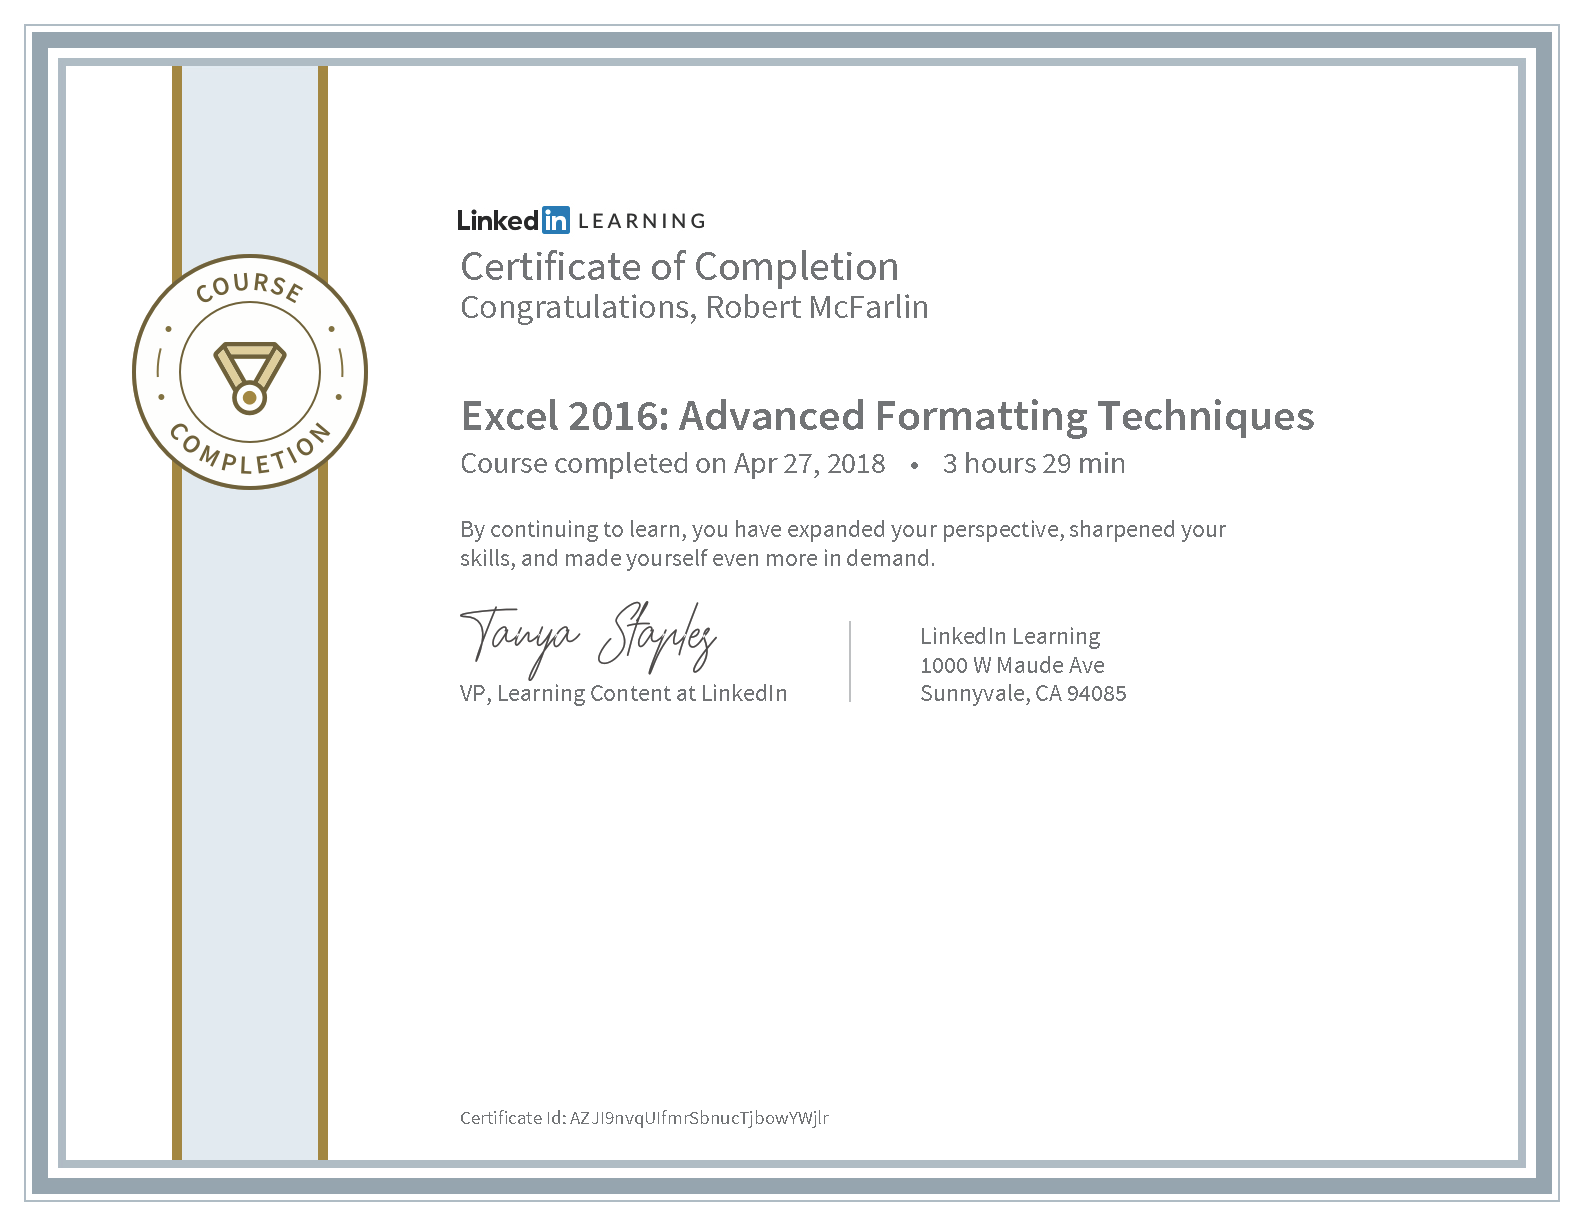 Linked in LEARNING
Certificate of Completion
Congratulations, Robert McFarlin
COURSE
COMPLETION
Excel 2016: Advanced Formatting Techniques
Course completed on Apr 27, 2018 • 3 hours 29 min
By continuing to learn, you have expanded your perspective, sharpened your
skills, and made yourself even more in demand.
Tanya Staples
VP, Learning Content at LinkedIn
LinkedIn Learning
1000 W Maude Ave
Sunnyvale, CA 94085
Certificate Id: AZJI9nvqUIfmrSbnucTjbowYWjlr